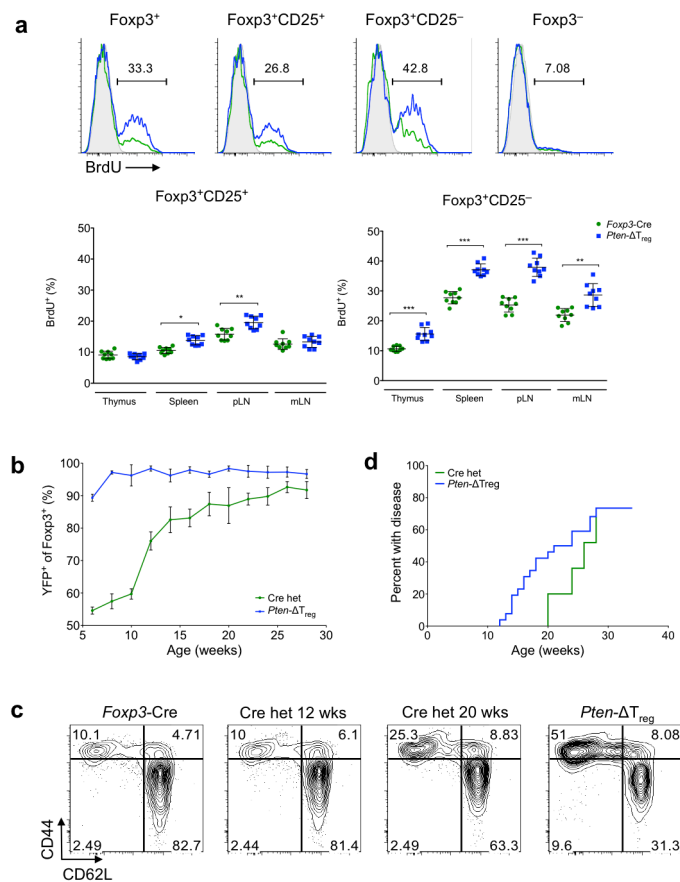 a
Foxp3⁺ Foxp3⁺CD25⁺ Foxp3⁺CD25⁻ Foxp3⁻
33.3 26.8 42.8 7.08
BrdU
Foxp3⁺CD25⁺
BrdU⁺ (%)
50
40
30
20
10
0
* **
Thymus Spleen pLN mLN
Foxp3⁺CD25⁻
Foxp3-Cre
Pten-ΔTreg
BrdU⁺ (%)
50
40
30
20
10
0
*** *** *** **
Thymus Spleen pLN mLN
b
YFP⁺ of Foxp3⁺ (%)
100
90
80
70
60
50
Cre het
Pten-ΔTreg
5 10 15 20 25 30
Age (weeks)
d
Cre het
Pten-ΔTreg
Percent with disease
100
80
60
40
20
0
0 10 20 30 40
Age (weeks)
c
Foxp3-Cre Cre het 12 wks Cre het 20 wks Pten-ΔTreg
10.1 4.71 10 6.1 25.3 8.83 51 8.08
2.49 82.7 2.44 81.4 2.49 63.3 9.6 31.3
CD44
CD62L